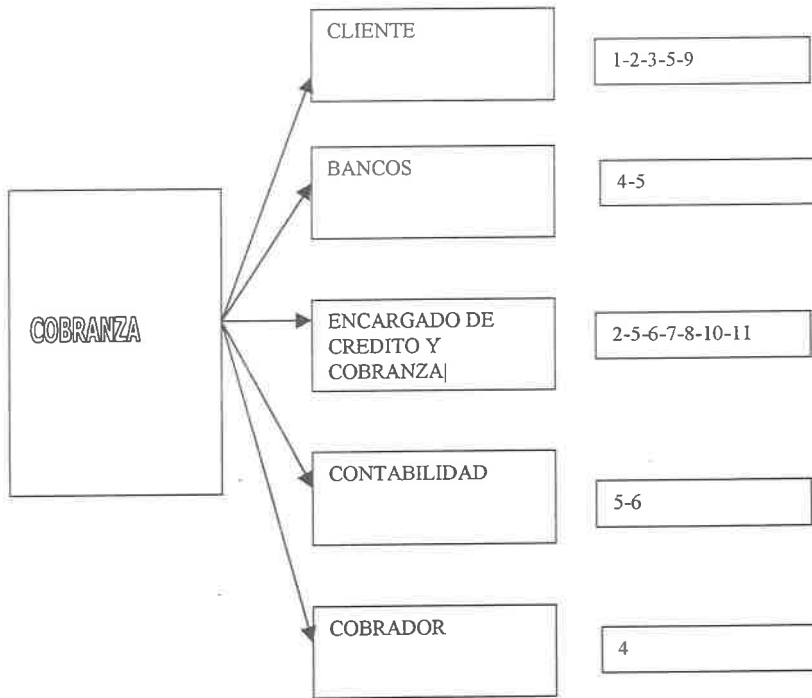 CLIENTE
1-2-3-5-9
BANCOS
4-5
COBRANZA
ENCARGADO DE
CREDITO Y
COBRANZA
2-5-6-7-8-10-11
CONTABILIDAD
5-6
COBRADOR
4